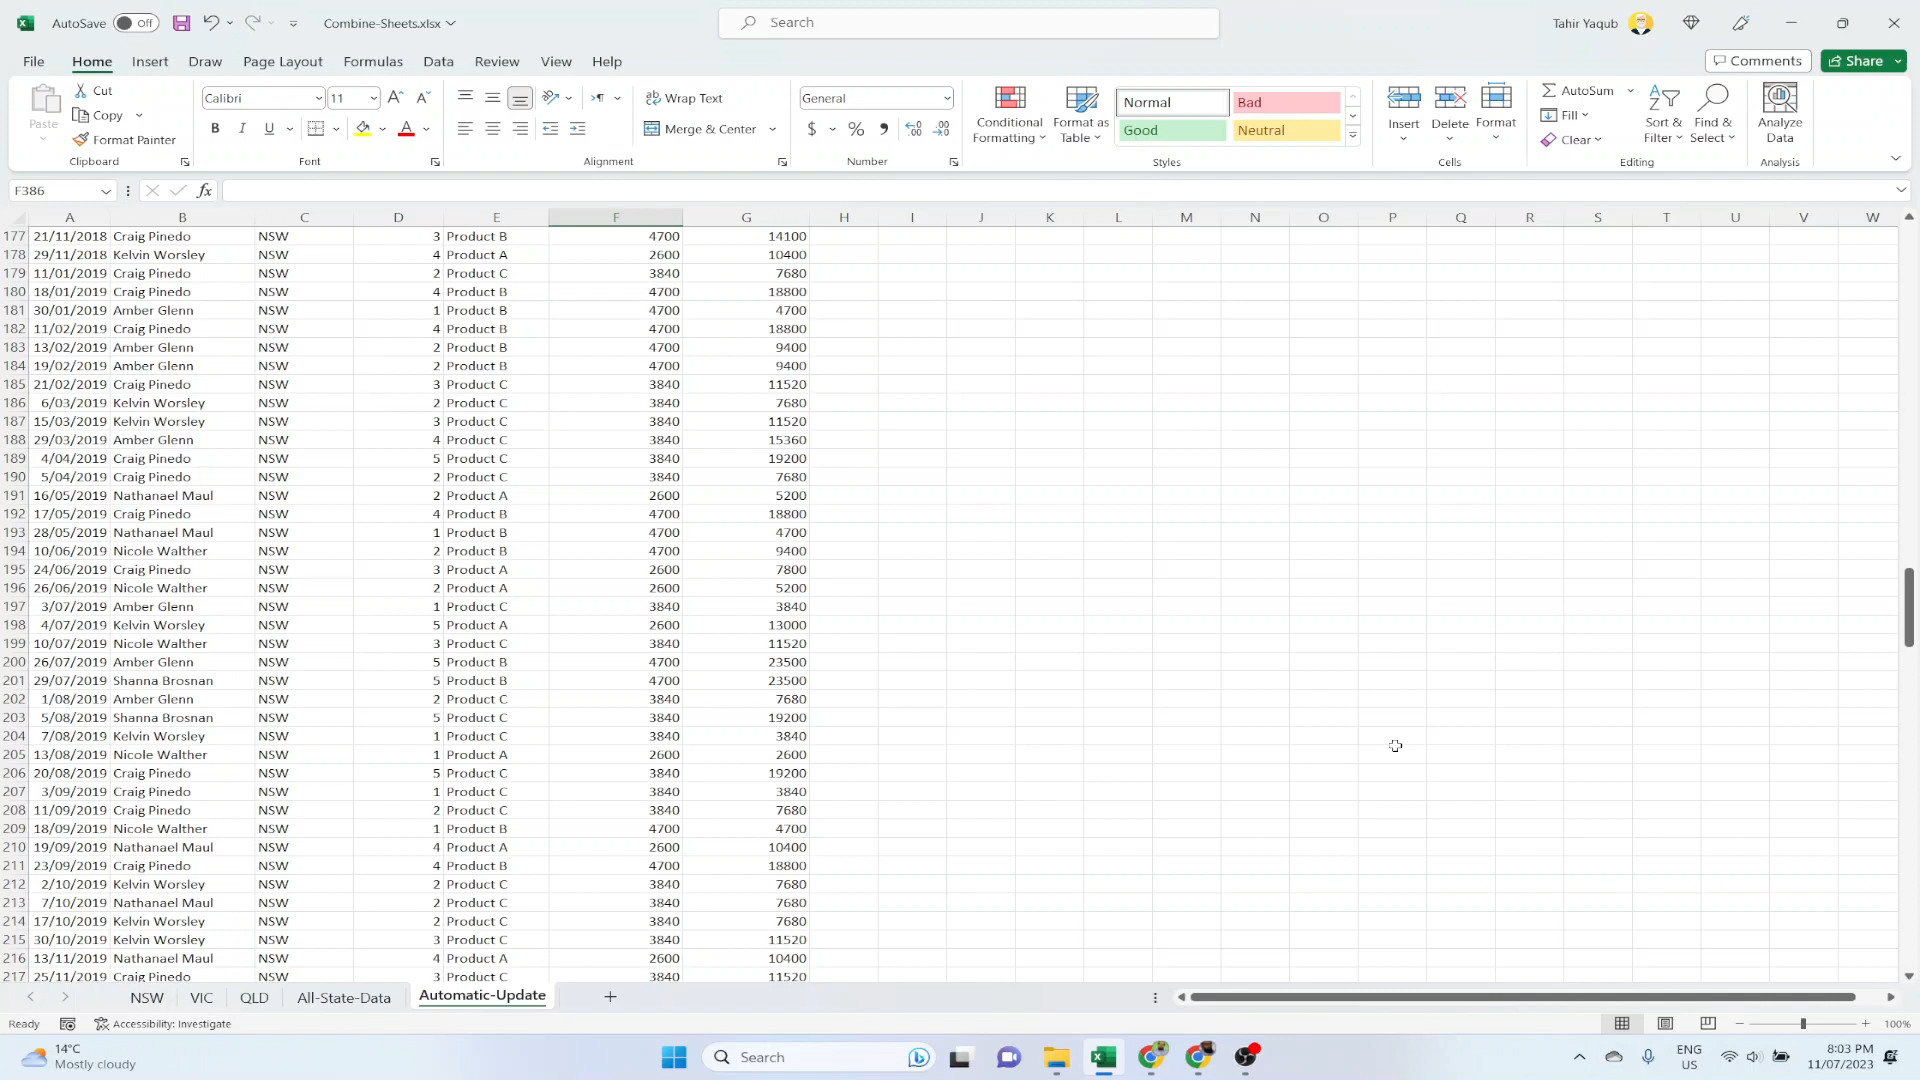 AutoSave Off Combine-Sheets.xlsx Search Tahir Yaqub
File Home Insert Draw Page Layout Formulas Data Review View Help Comments Share
Paste Cut Copy Format Painter Clipboard
Calibri 11 B I U Font
Wrap Text Merge & Center Alignment
General $ % Number
Conditional Formatting Format as Table Normal Bad Good Neutral Styles
Insert Delete Format Cells
AutoSum Fill Clear Sort & Filter Find & Select Editing
Analyze Data Analysis
F386 fx
A B C D E F G H I J K L M N O P Q R S T U V W
177 21/11/2018 Craig Pinedo NSW 3 Product B 4700 14100
178 29/11/2018 Kelvin Worsley NSW 4 Product A 2600 10400
179 11/01/2019 Craig Pinedo NSW 2 Product C 3840 7680
180 18/01/2019 Craig Pinedo NSW 4 Product B 4700 18800
181 30/01/2019 Amber Glenn NSW 1 Product B 4700 4700
182 11/02/2019 Craig Pinedo NSW 4 Product B 4700 18800
183 13/02/2019 Amber Glenn NSW 2 Product B 4700 9400
184 19/02/2019 Amber Glenn NSW 2 Product B 4700 9400
185 21/02/2019 Craig Pinedo NSW 3 Product C 3840 11520
186 6/03/2019 Kelvin Worsley NSW 2 Product C 3840 7680
187 15/03/2019 Kelvin Worsley NSW 3 Product C 3840 11520
188 29/03/2019 Amber Glenn NSW 4 Product C 3840 15360
189 4/04/2019 Craig Pinedo NSW 5 Product C 3840 19200
190 5/04/2019 Craig Pinedo NSW 2 Product C 3840 7680
191 16/05/2019 Nathanael Maul NSW 2 Product A 2600 5200
192 17/05/2019 Craig Pinedo NSW 4 Product B 4700 18800
193 28/05/2019 Nathanael Maul NSW 1 Product B 4700 4700
194 10/06/2019 Nicole Walther NSW 2 Product B 4700 9400
195 24/06/2019 Craig Pinedo NSW 3 Product A 2600 7800
196 26/06/2019 Nicole Walther NSW 2 Product A 2600 5200
197 3/07/2019 Amber Glenn NSW 1 Product C 3840 3840
198 4/07/2019 Kelvin Worsley NSW 5 Product A 2600 13000
199 10/07/2019 Nicole Walther NSW 3 Product C 3840 11520
200 26/07/2019 Amber Glenn NSW 5 Product B 4700 23500
201 29/07/2019 Shanna Brosnan NSW 5 Product B 4700 23500
202 1/08/2019 Amber Glenn NSW 2 Product C 3840 7680
203 5/08/2019 Shanna Brosnan NSW 5 Product C 3840 19200
204 7/08/2019 Kelvin Worsley NSW 1 Product C 3840 3840
205 13/08/2019 Nicole Walther NSW 1 Product A 2600 2600
206 20/08/2019 Craig Pinedo NSW 5 Product C 3840 19200
207 3/09/2019 Craig Pinedo NSW 1 Product C 3840 3840
208 11/09/2019 Craig Pinedo NSW 2 Product C 3840 7680
209 18/09/2019 Nicole Walther NSW 1 Product B 4700 4700
210 19/09/2019 Nathanael Maul NSW 4 Product A 2600 10400
211 23/09/2019 Craig Pinedo NSW 4 Product B 4700 18800
212 2/10/2019 Kelvin Worsley NSW 2 Product C 3840 7680
213 7/10/2019 Nathanael Maul NSW 2 Product C 3840 7680
214 17/10/2019 Kelvin Worsley NSW 2 Product C 3840 7680
215 30/10/2019 Kelvin Worsley NSW 3 Product C 3840 11520
216 13/11/2019 Nathanael Maul NSW 4 Product A 2600 10400
217 25/11/2019 Craig Pinedo NSW 3 Product C 3840 11520
NSW VIC QLD All-State-Data Automatic-Update
Ready Accessibility: Investigate 100%
14°C Mostly cloudy Search ENG US 8:03 PM 11/07/2023